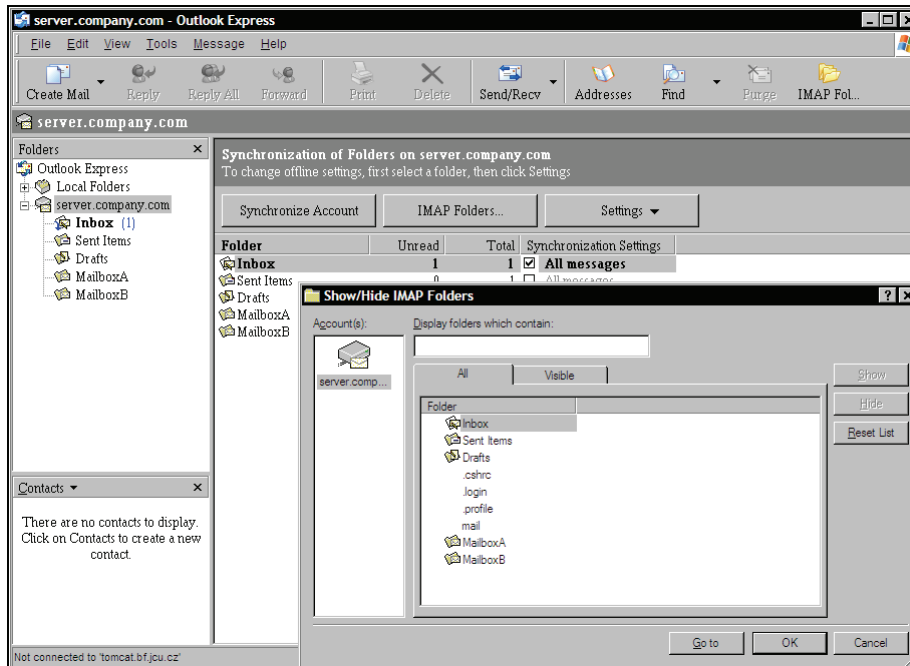 server.company.com - Outlook Express
File Edit View Tools Message Help
Create Mail Reply Reply All Forward Print Delete Send/Recv Addresses Find Purge IMAP Fol...
server.company.com
Folders
Outlook Express
Local Folders
server.company.com
Inbox (1)
Sent Items
Drafts
MailboxA
MailboxB
Synchronization of Folders on server.company.com
To change offline settings, first select a folder, then click Settings
Synchronize Account IMAP Folders... Settings
Folder Unread Total Synchronization Settings
Inbox 1 1 All messages
Sent Items 0 1 All messages
Drafts
MailboxA
MailboxB
Show/Hide IMAP Folders
Account(s):
server.comp...
Display folders which contain:
All Visible
Folder
Inbox
Sent Items
Drafts
.cshrc
.login
.profile
mail
MailboxA
MailboxB
Show
Hide
Reset List
Go to OK Cancel
Contacts
There are no contacts to display.
Click on Contacts to create a new
contact.
Not connected to 'tomcat.bf.jcu.cz'